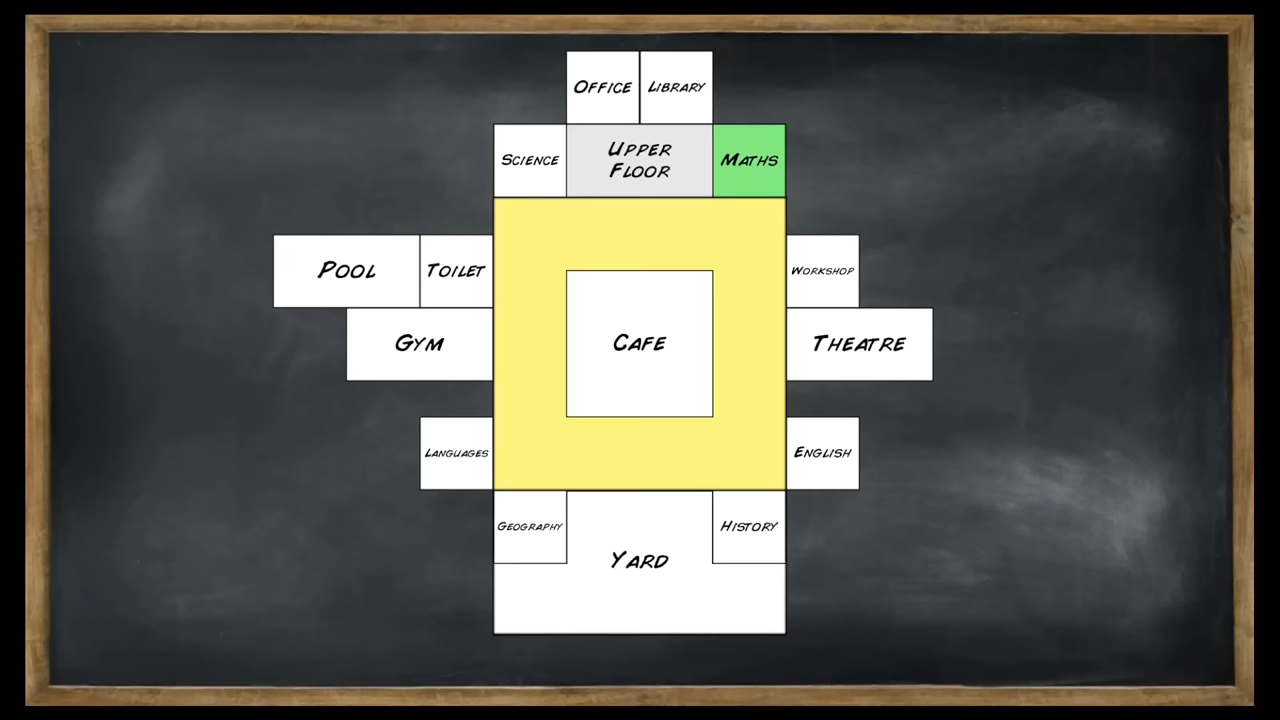 OFFICE
LIBRARY
SCIENCE
UPPER
FLOOR
MATHS
POOL
TOILET
WORKSHOP
GYM
CAFE
THEATRE
LANGUAGES
ENGLISH
GEOGRAPHY
HISTORY
YARD